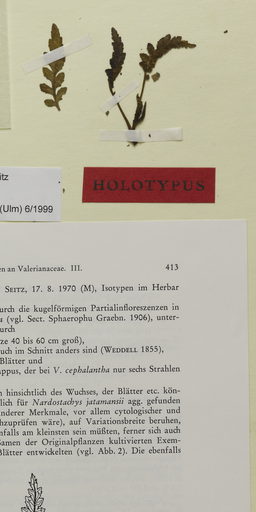 itz
(Ulm) 6/1999
HOLOTYPUS
en an Valerianaceae. III. 413
SEITZ, 17. 8. 1970 (M), Isotypen im Herbar
urch die kugelförmigen Partialinfloreszenzen in
a (vgl. Sect. Sphaerophu Graebn. 1906), unter-
urch
ze 40 bis 60 cm groß),
uch im Schnitt anders sind (WEDDELL 1855),
Blätter und
appus, der bei V. cephalantha nur sechs Strahlen
n hinsichtlich des Wuchses, der Blätter etc. kön-
lich für Nardostachys jatamansii agg. gefunden
nderer Merkmale, vor allem cytologischer und
hzuprüfen wäre), auf Variationsbreite beruhen,
nfalls am kleinsten sein müßten, ferner sich auch
Samen der Originalpflanzen kultivierten Exem-
Blätter entwickelten (vgl. Abb. 2). Die ebenfalls